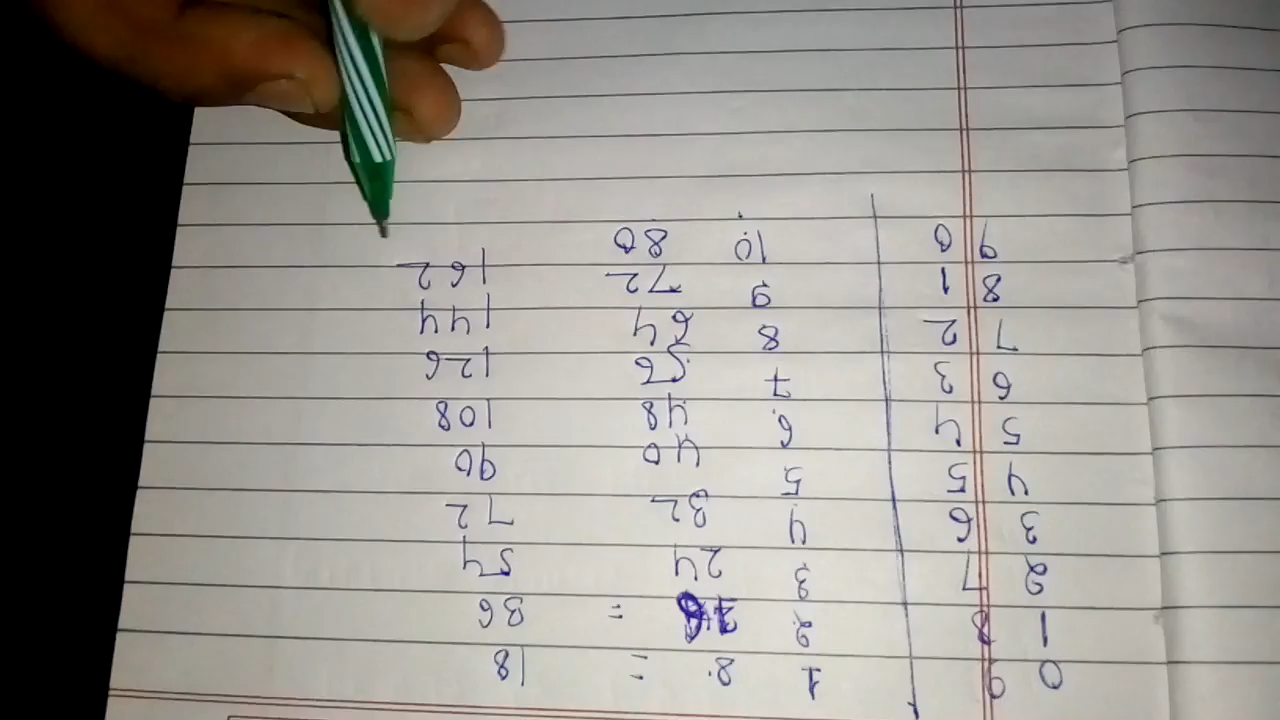 0 9 1 8 = 18
1 8 2 16 = 36
2 7 3 24 54
3 6 4 32 72
4 5 5 40 90
5 4 6 48 108
6 3 7 56 126
7 2 8 64 144
8 1 9 72 162
9 0 10 80